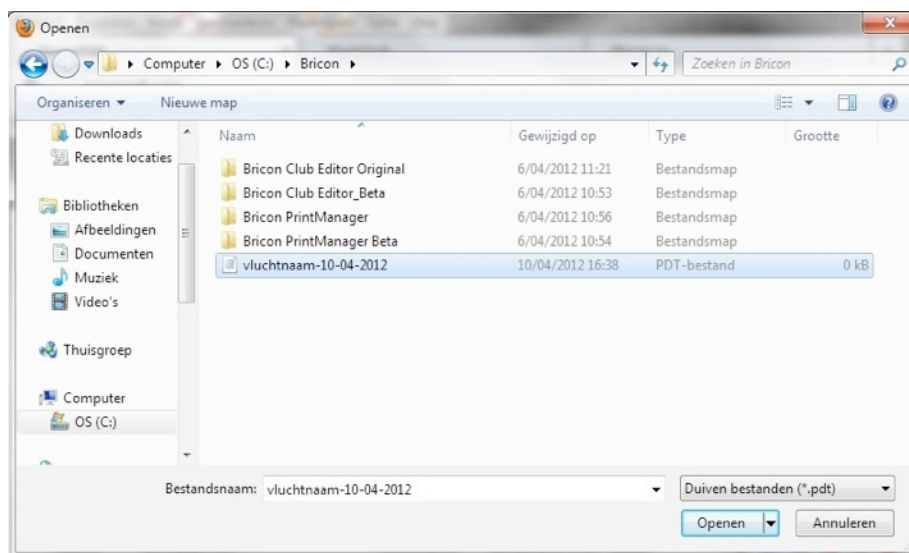 Openen
Computer OS (C:) Bricon
Zoeken in Bricon
Organiseren Nieuwe map
Downloads
Recente locaties
Bibliotheken
Afbeeldingen
Documenten
Muziek
Video's
Thuisgroep
Computer
OS (C:)
Naam Gewijzigd op Type Grootte
Bricon Club Editor Original 6/04/2012 11:21 Bestandsmap
Bricon Club Editor_Beta 6/04/2012 10:53 Bestandsmap
Bricon PrintManager 6/04/2012 10:56 Bestandsmap
Bricon PrintManager Beta 6/04/2012 10:54 Bestandsmap
vluchtnaam-10-04-2012 10/04/2012 16:38 PDT-bestand 0 kB
Bestandsnaam: vluchtnaam-10-04-2012 Duiven bestanden (*.pdt)
Openen Annuleren